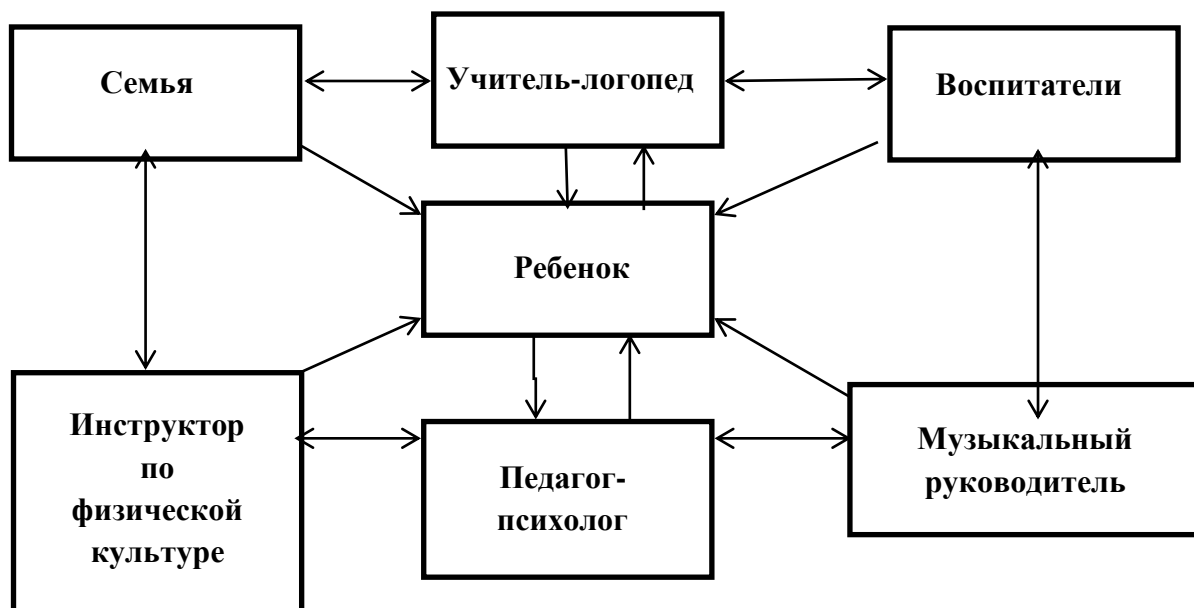 Семья
Учитель-логопед
Воспитатели
Ребенок
Инструктор
по
физической
культуре
Педагог-
психолог
Музыкальный
руководитель